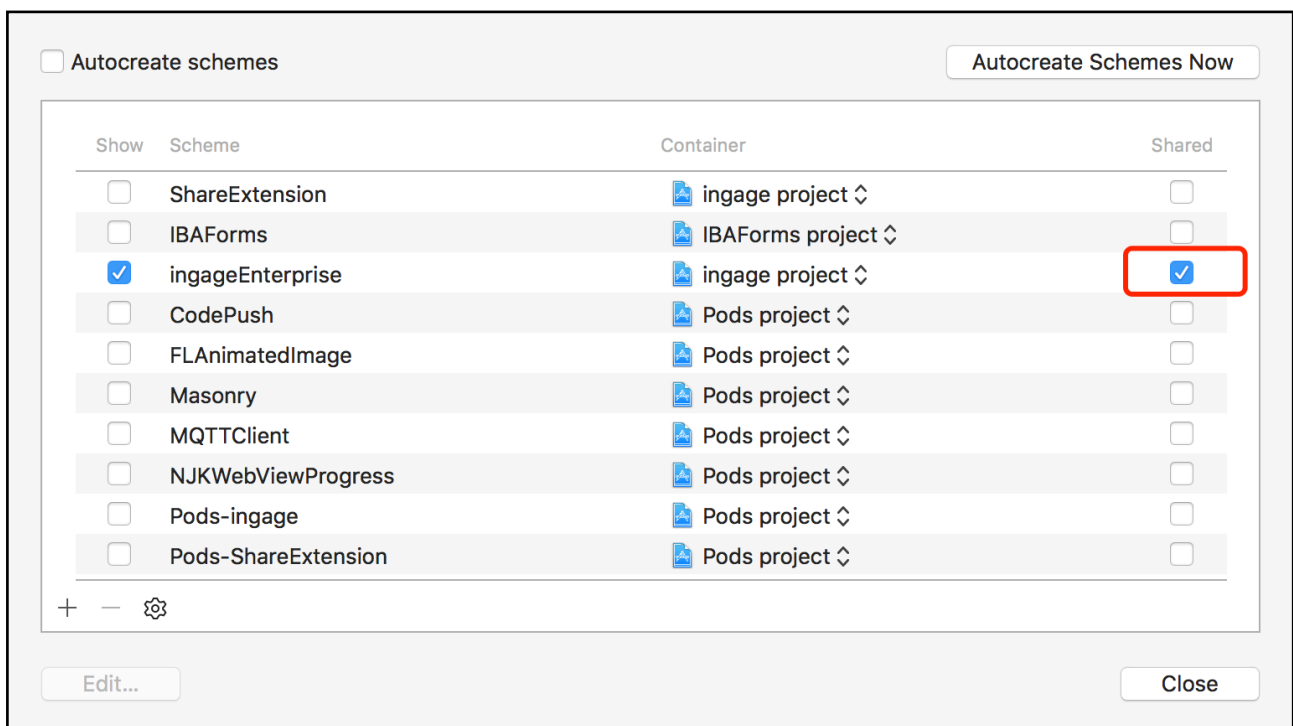 Autocreate schemes Autocreate Schemes Now
Show Scheme Container Shared
ShareExtension ingage project
IBAForms IBAForms project
ingageEnterprise ingage project
CodePush Pods project
FLAnimatedImage Pods project
Masonry Pods project
MQTTClient Pods project
NJKWebViewProgress Pods project
Pods-ingage Pods project
Pods-ShareExtension Pods project
Edit... Close